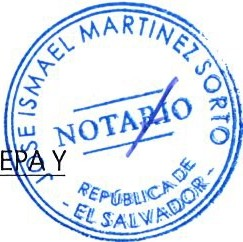 JOSE ISMAEL MARTINEZ SORTO
NOTARIO
EPA Y
REPÚBLICA DE
- EL SALVADOR -